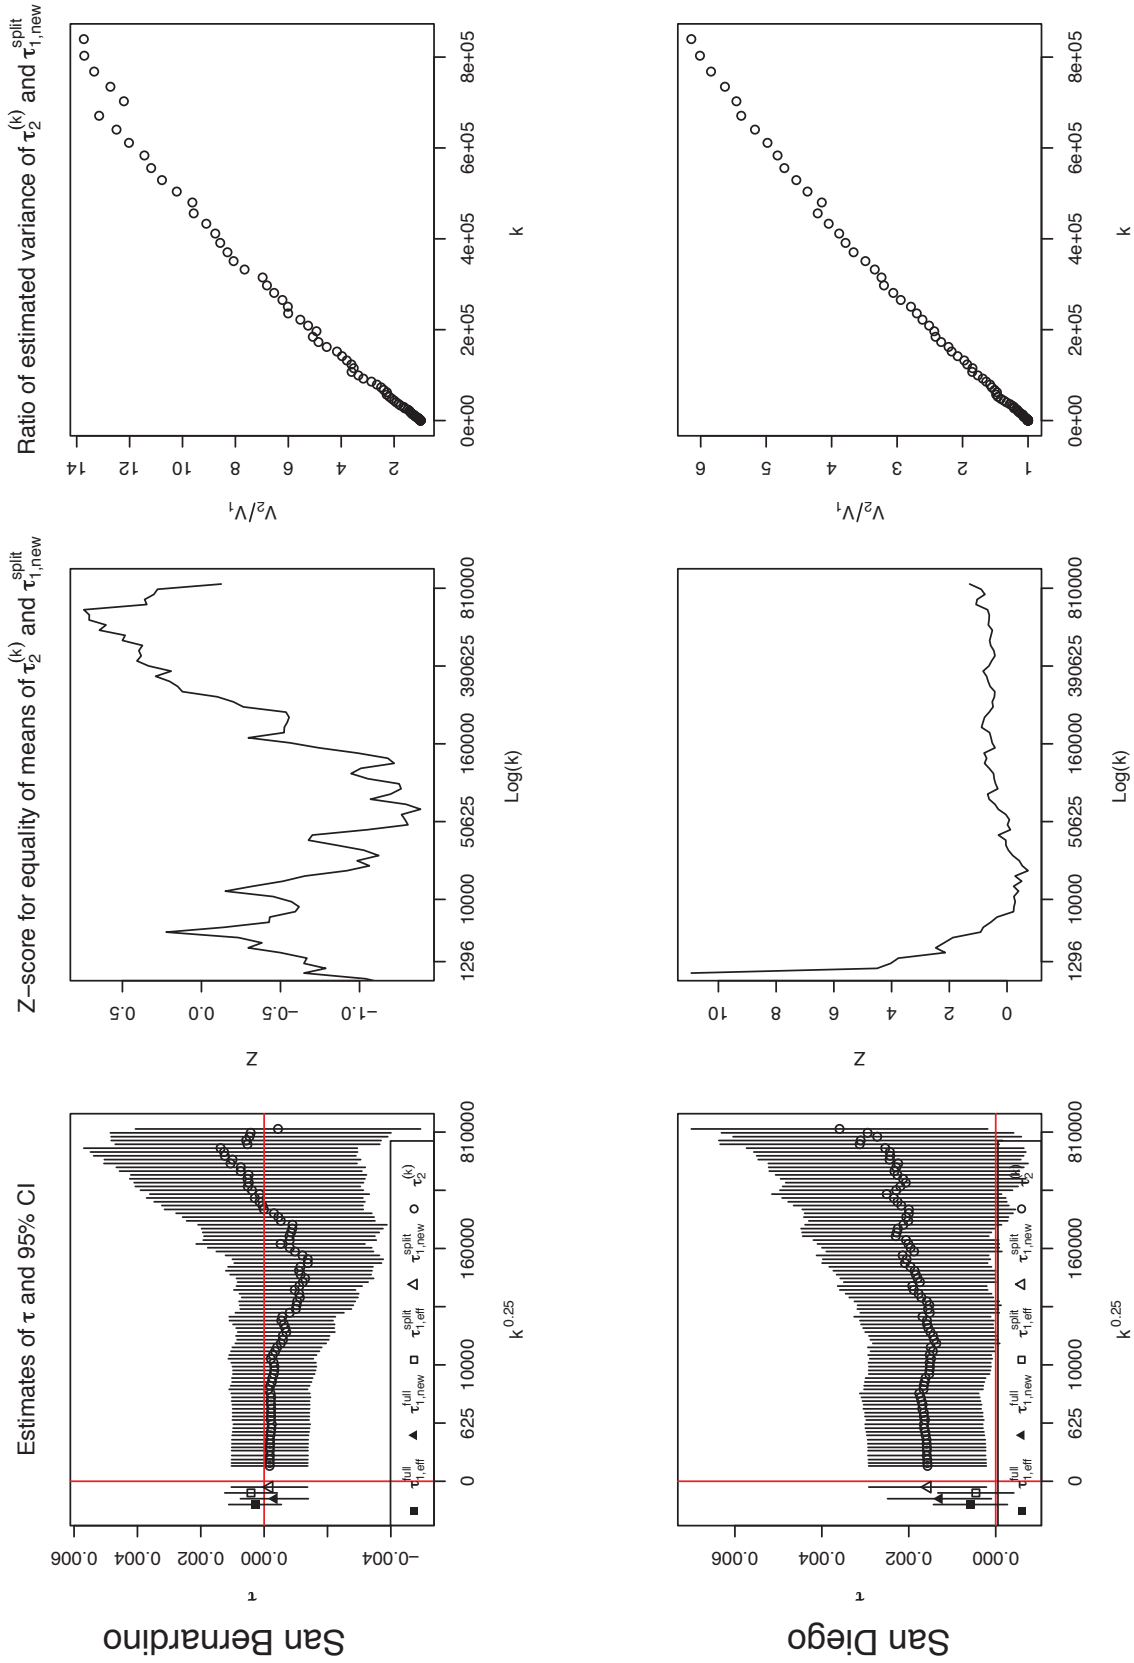 San Bernardino
San Diego
Estimates of τ and 95% CI
τ
−0.004
0.000
0.002
0.004
0.006
0
625
10000
160000
810000
k^0.25
τ^full_1,eff
τ^full_1,new
τ^split_1,eff
τ^split_1,new
τ^(k)_2
Z−score for equality of means of τ^(k)_2 and τ^split_1,new
Z
−1.0
−0.5
0.0
0.5
1296
10000
50625
160000
390625
810000
Log(k)
Ratio of estimated variance of τ^(k)_2 and τ^split_1,new
V2/V1
2
4
6
8
10
12
14
0e+00
2e+05
4e+05
6e+05
8e+05
k
τ
0.000
0.002
0.004
0.006
0
625
10000
160000
810000
k^0.25
τ^full_1,eff
τ^full_1,new
τ^split_1,eff
τ^split_1,new
τ^(k)_2
Z
0
2
4
6
8
10
1296
10000
50625
160000
390625
810000
Log(k)
V2/V1
1
2
3
4
5
6
0e+00
2e+05
4e+05
6e+05
8e+05
k